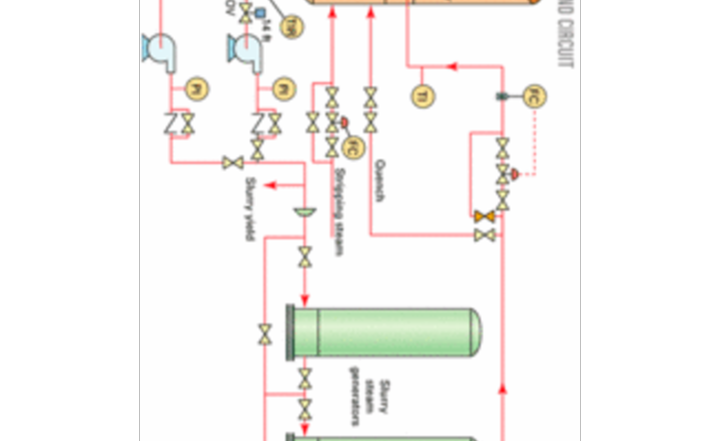 ND CIRCUIT
OV
14 ft
TIR
PI
PI
TI
FC
FC
Quench
Stripping steam
Slurry yield
Slurry
steam
generators